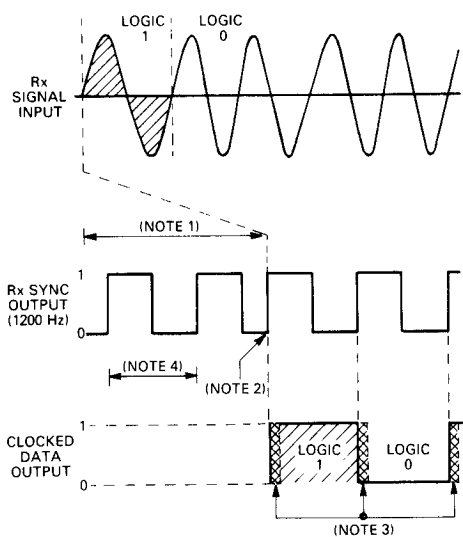 LOGIC
1
LOGIC
0
Rx
SIGNAL
INPUT
(NOTE 1)
Rx SYNC
OUTPUT
(1200 Hz)
1
0
(NOTE 4)
(NOTE 2)
CLOCKED
DATA
OUTPUT
1
0
LOGIC
1
LOGIC
0
(NOTE 3)